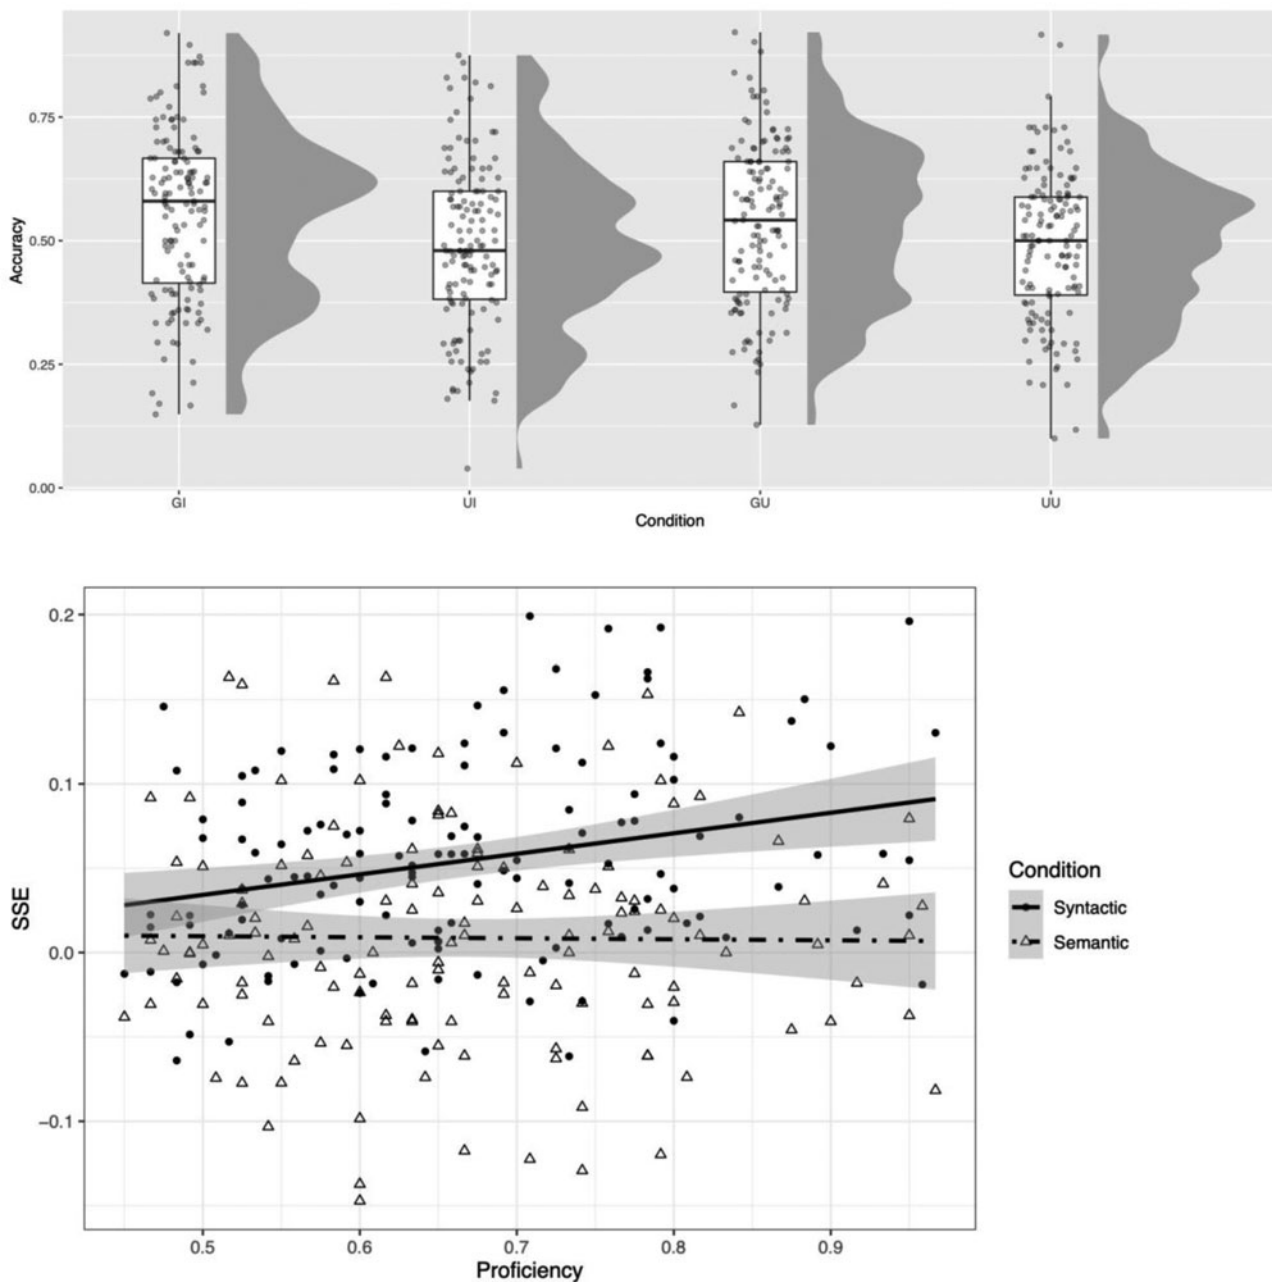 0.75
0.50
0.25
0.00
Accuracy
GI
UI
GU
UU
Condition
0.2
0.1
0.0
−0.1
SSE
0.5
0.6
0.7
0.8
0.9
Proficiency
Condition
Syntactic
Semantic